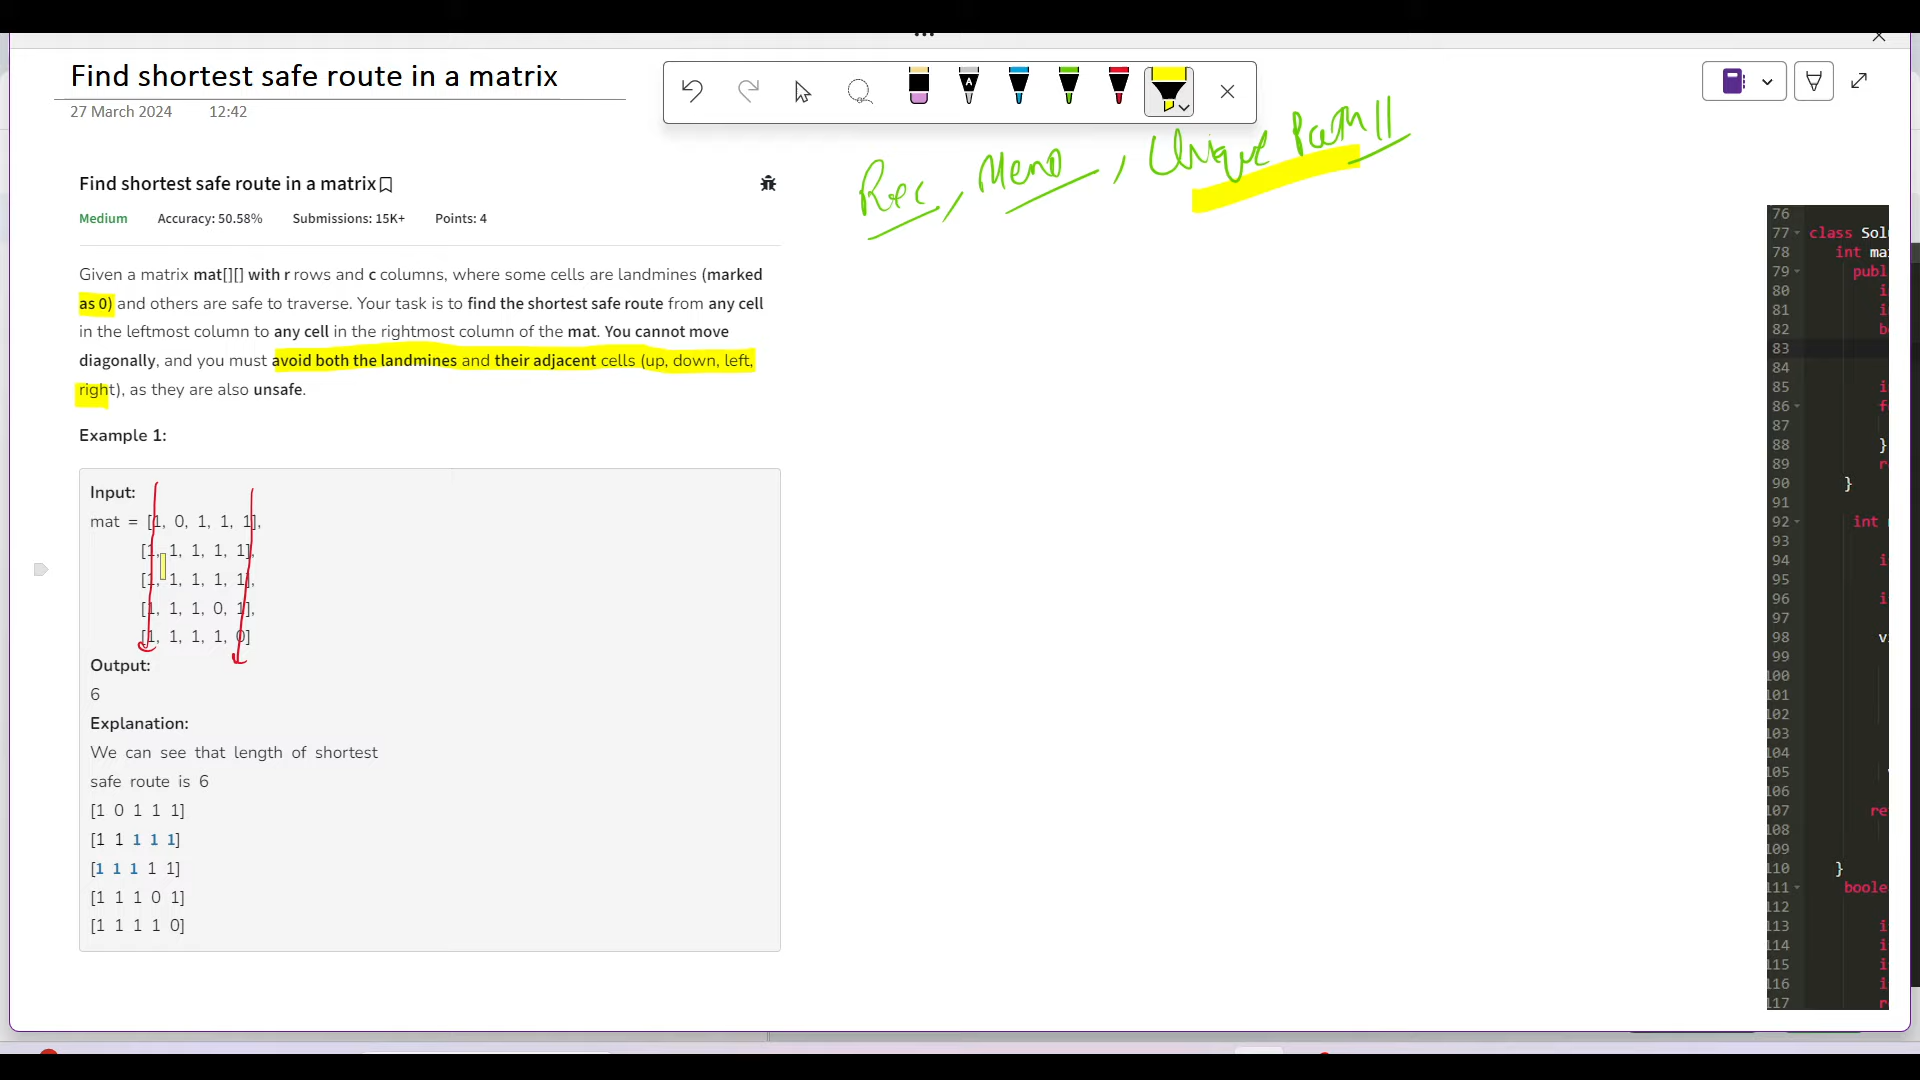 Find shortest safe route in a matrix
27 March 2024 12:42
Rec, Memo, Unique Path II
Find shortest safe route in a matrix
Medium Accuracy: 50.58% Submissions: 15K+ Points: 4
Given a matrix mat[][] with r rows and c columns, where some cells are landmines (marked
as 0) and others are safe to traverse. Your task is to find the shortest safe route from any cell
in the leftmost column to any cell in the rightmost column of the mat. You cannot move
diagonally, and you must avoid both the landmines and their adjacent cells (up, down, left,
right), as they are also unsafe.
Example 1:
Input:
mat = [1, 0, 1, 1, 1],
[1, 1, 1, 1, 1],
[1, 1, 1, 1, 1],
[1, 1, 1, 0, 1],
[1, 1, 1, 1, 0]
Output:
6
Explanation:
We can see that length of shortest
safe route is 6
[1 0 1 1 1]
[1 1 1 1 1]
[1 1 1 1 1]
[1 1 1 0 1]
[1 1 1 1 0]
76
77 class Sol
78 int ma
79 publ
80 i
81 i
82 b
83
84
85 i
86 f
87
88 }
89 r
90 }
91
92 int
93
94 i
95
96 i
97
98 v
99
100
101
102
103
104
105
106
107 re
108
109
110 }
111 boole
112
113 i
114 i
115 i
116 i
117 r